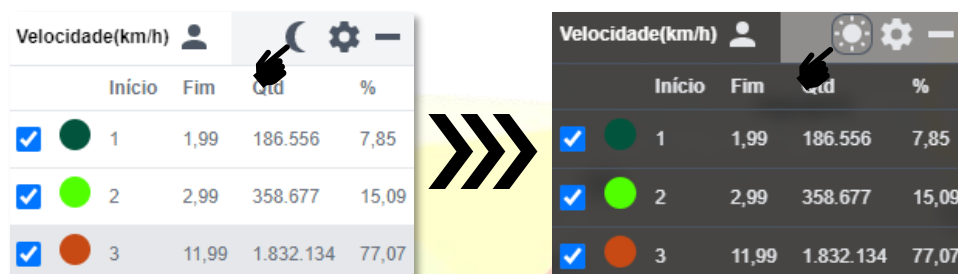 Velocidade(km/h)
Início Fim Qtd %
1 1,99 186.556 7,85
2 2,99 358.677 15,09
3 11,99 1.832.134 77,07
Velocidade(km/h)
Início Fim Qtd %
1 1,99 186.556 7,85
2 2,99 358.677 15,09
3 11,99 1.832.134 77,07